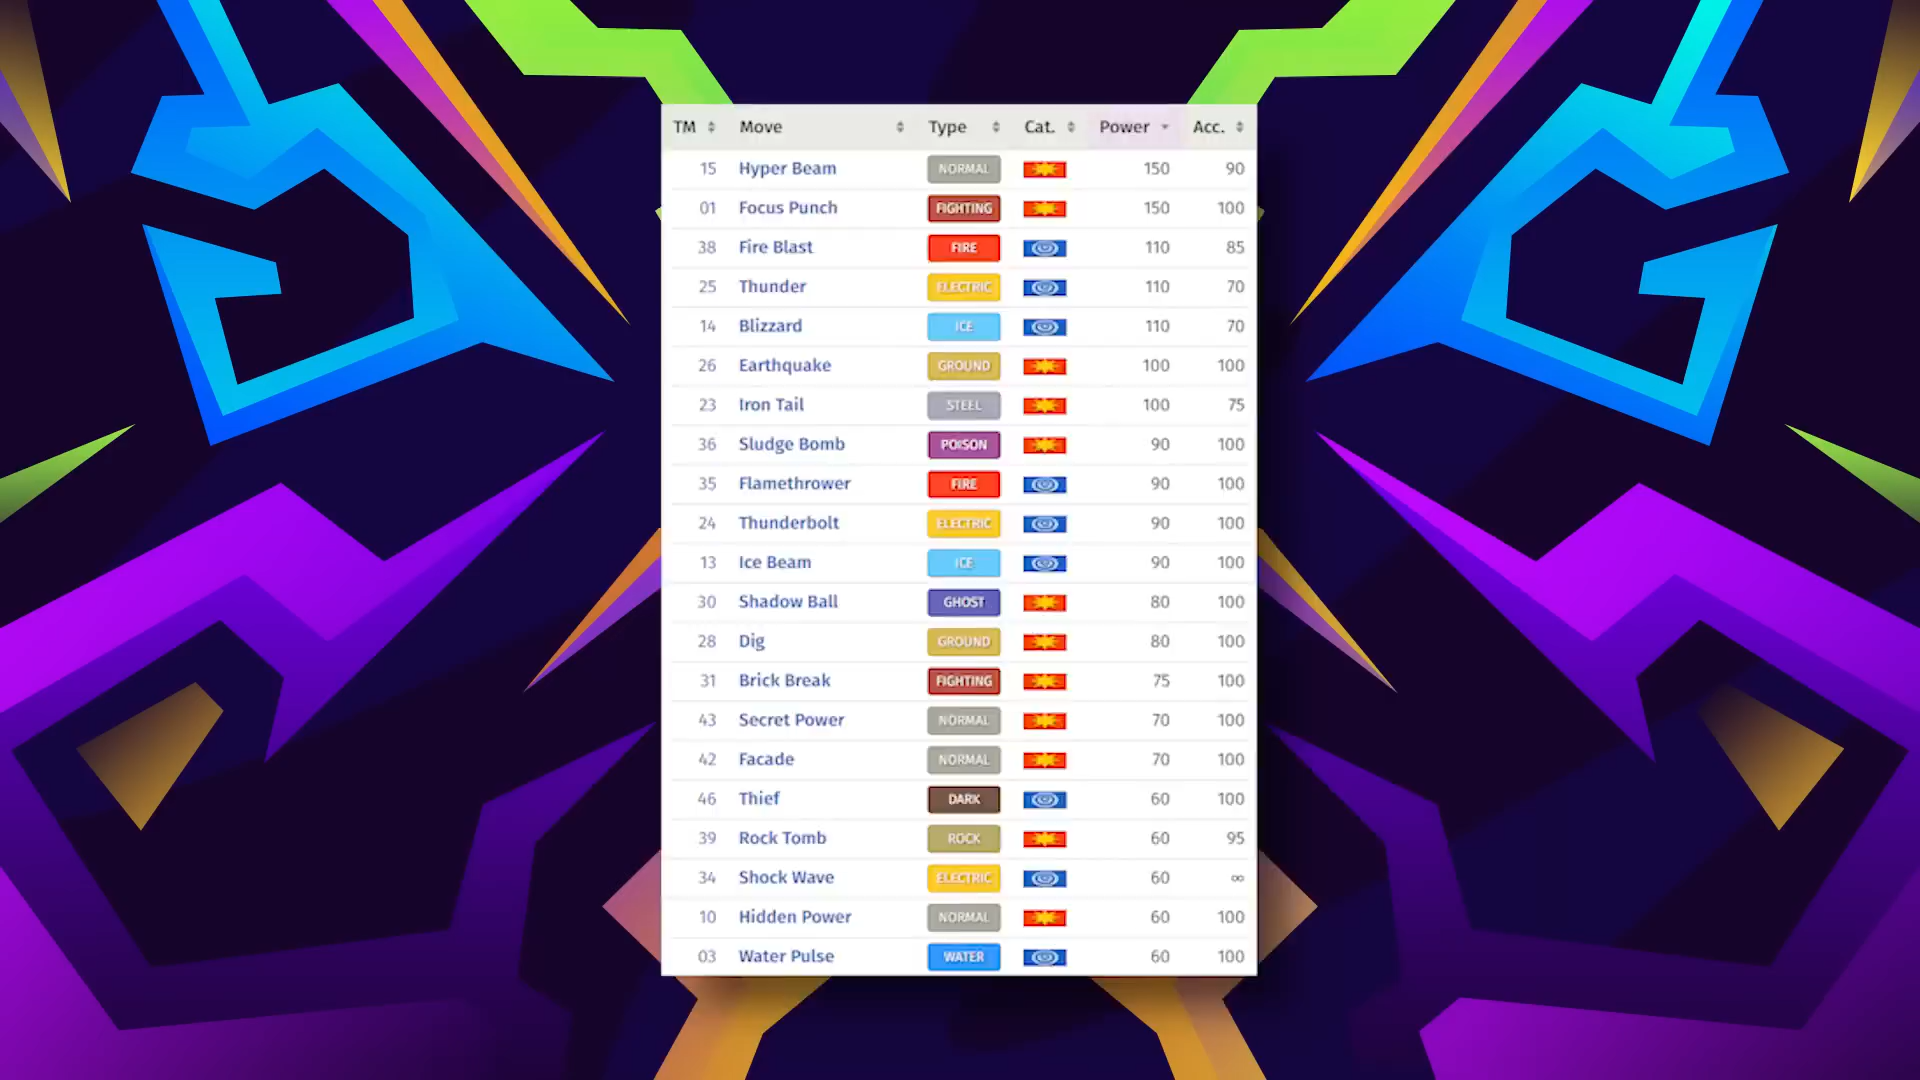 TM Move Type Cat. Power Acc.
15 Hyper Beam NORMAL 150 90
01 Focus Punch FIGHTING 150 100
38 Fire Blast FIRE 110 85
25 Thunder ELECTRIC 110 70
14 Blizzard ICE 110 70
26 Earthquake GROUND 100 100
23 Iron Tail STEEL 100 75
36 Sludge Bomb POISON 90 100
35 Flamethrower FIRE 90 100
24 Thunderbolt ELECTRIC 90 100
13 Ice Beam ICE 90 100
30 Shadow Ball GHOST 80 100
28 Dig GROUND 80 100
31 Brick Break FIGHTING 75 100
43 Secret Power NORMAL 70 100
42 Facade NORMAL 70 100
46 Thief DARK 60 100
39 Rock Tomb ROCK 60 95
34 Shock Wave ELECTRIC 60 ∞
10 Hidden Power NORMAL 60 100
03 Water Pulse WATER 60 100